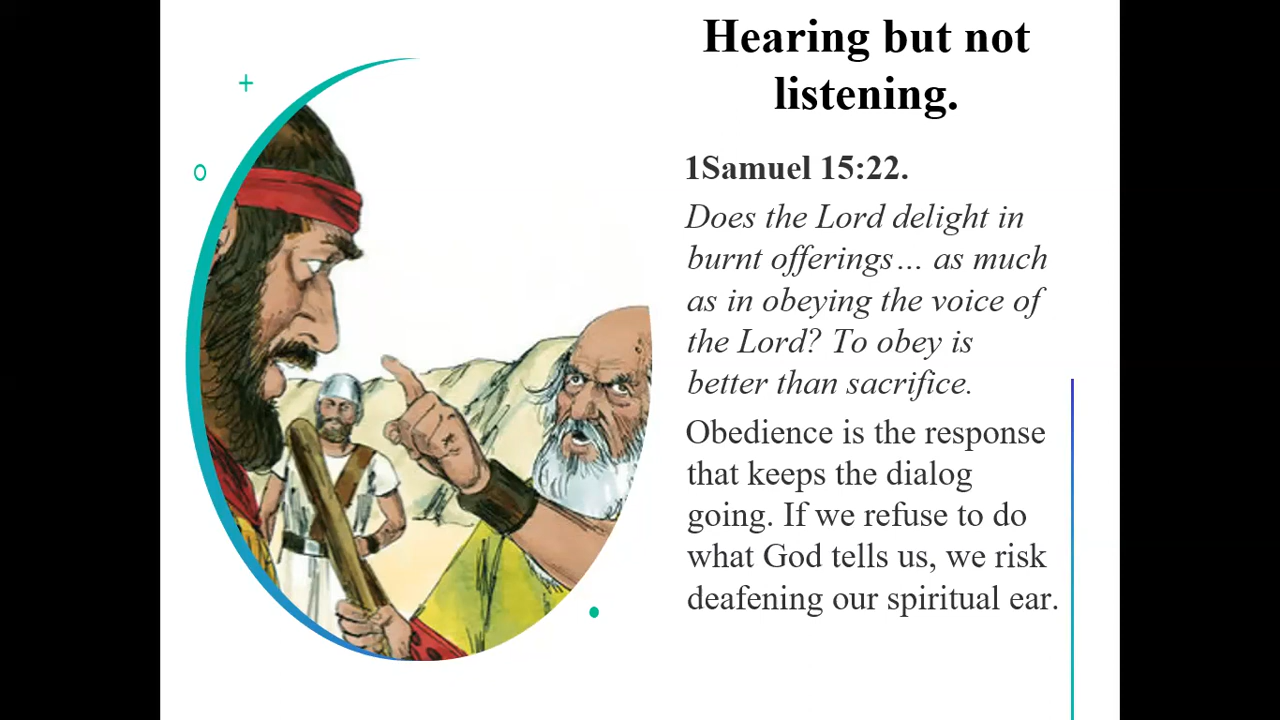 Hearing but not
listening.
1Samuel 15:22.
Does the Lord delight in
burnt offerings… as much
as in obeying the voice of
the Lord? To obey is
better than sacrifice.
Obedience is the response
that keeps the dialog
going. If we refuse to do
what God tells us, we risk
deafening our spiritual ear.